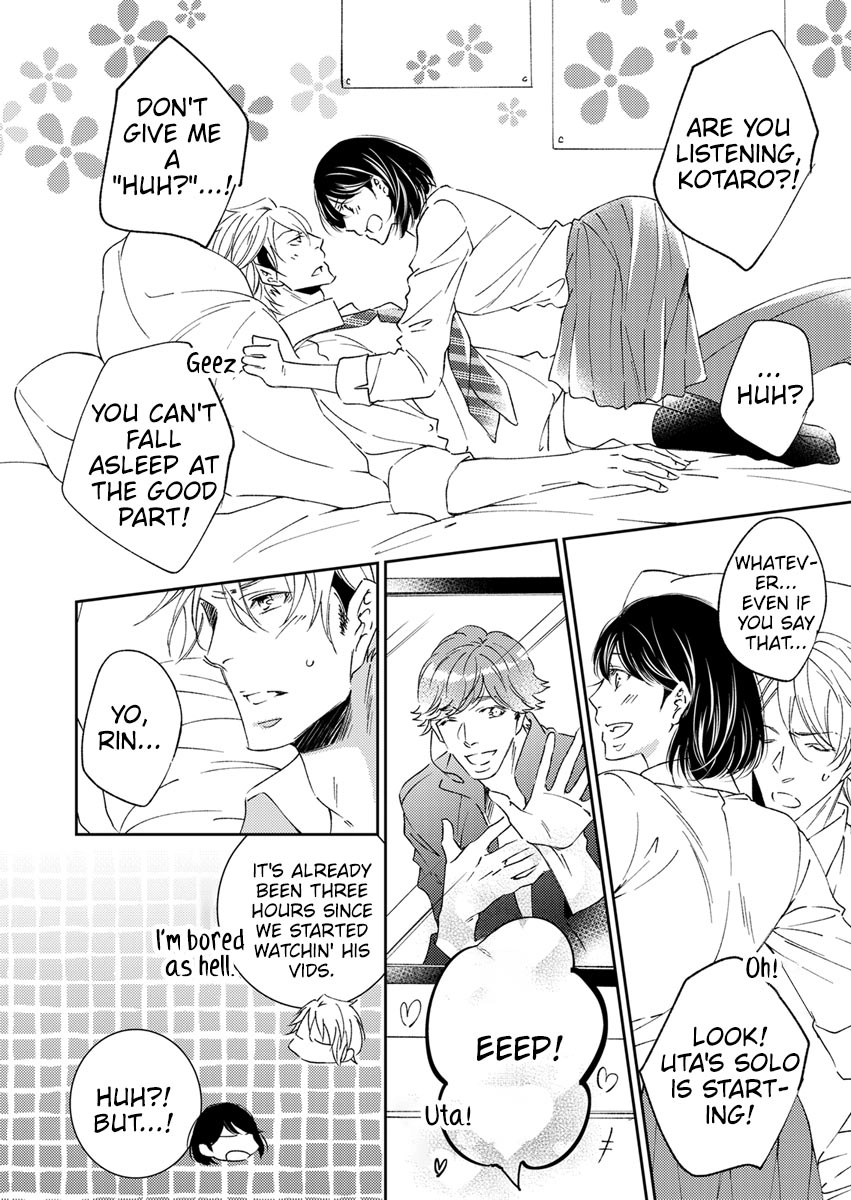 ARE YOU
LISTENING,
KOTARO?!
...
HUH?
DON'T
GIVE ME
A
"HUH?"...!
Geez
YOU CAN'T
FALL
ASLEEP AT
THE GOOD
PART!
WHATEV-
ER...
EVEN IF
YOU SAY
THAT...
Oh!
LOOK!
UTA'S SOLO
IS START-
ING!
EEEP!
Uta!
YO,
RIN...
IT'S ALREADY
BEEN THREE
HOURS SINCE
WE STARTED
WATCHIN' HIS
VIDS.
I'm bored
as hell.
HUH?!
BUT...!